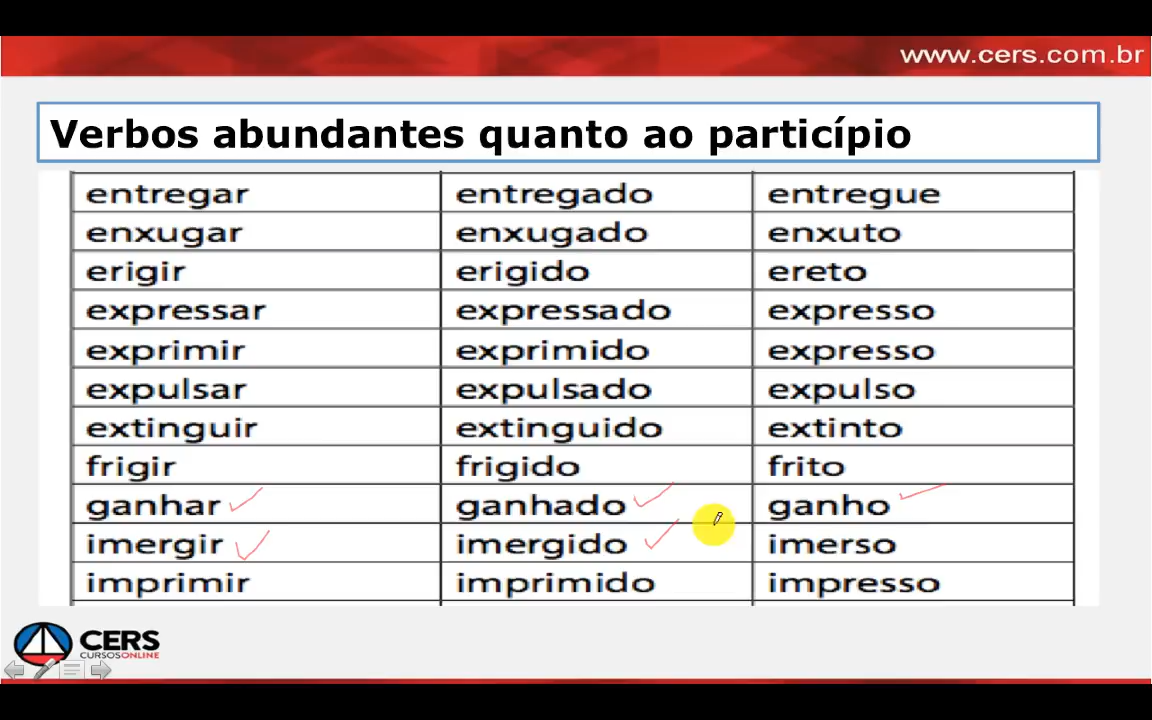 www.cers.com.br
Verbos abundantes quanto ao particípio
entregar entregado entregue
enxugar enxugado enxuto
erigir erigido ereto
expressar expressado expresso
exprimir exprimido expresso
expulsar expulsado expulso
extinguir extinguido extinto
frigir frigido frito
ganhar ganhado ganho
imergir imergido imerso
imprimir imprimido impresso
CERS
CURSOS ONLINE